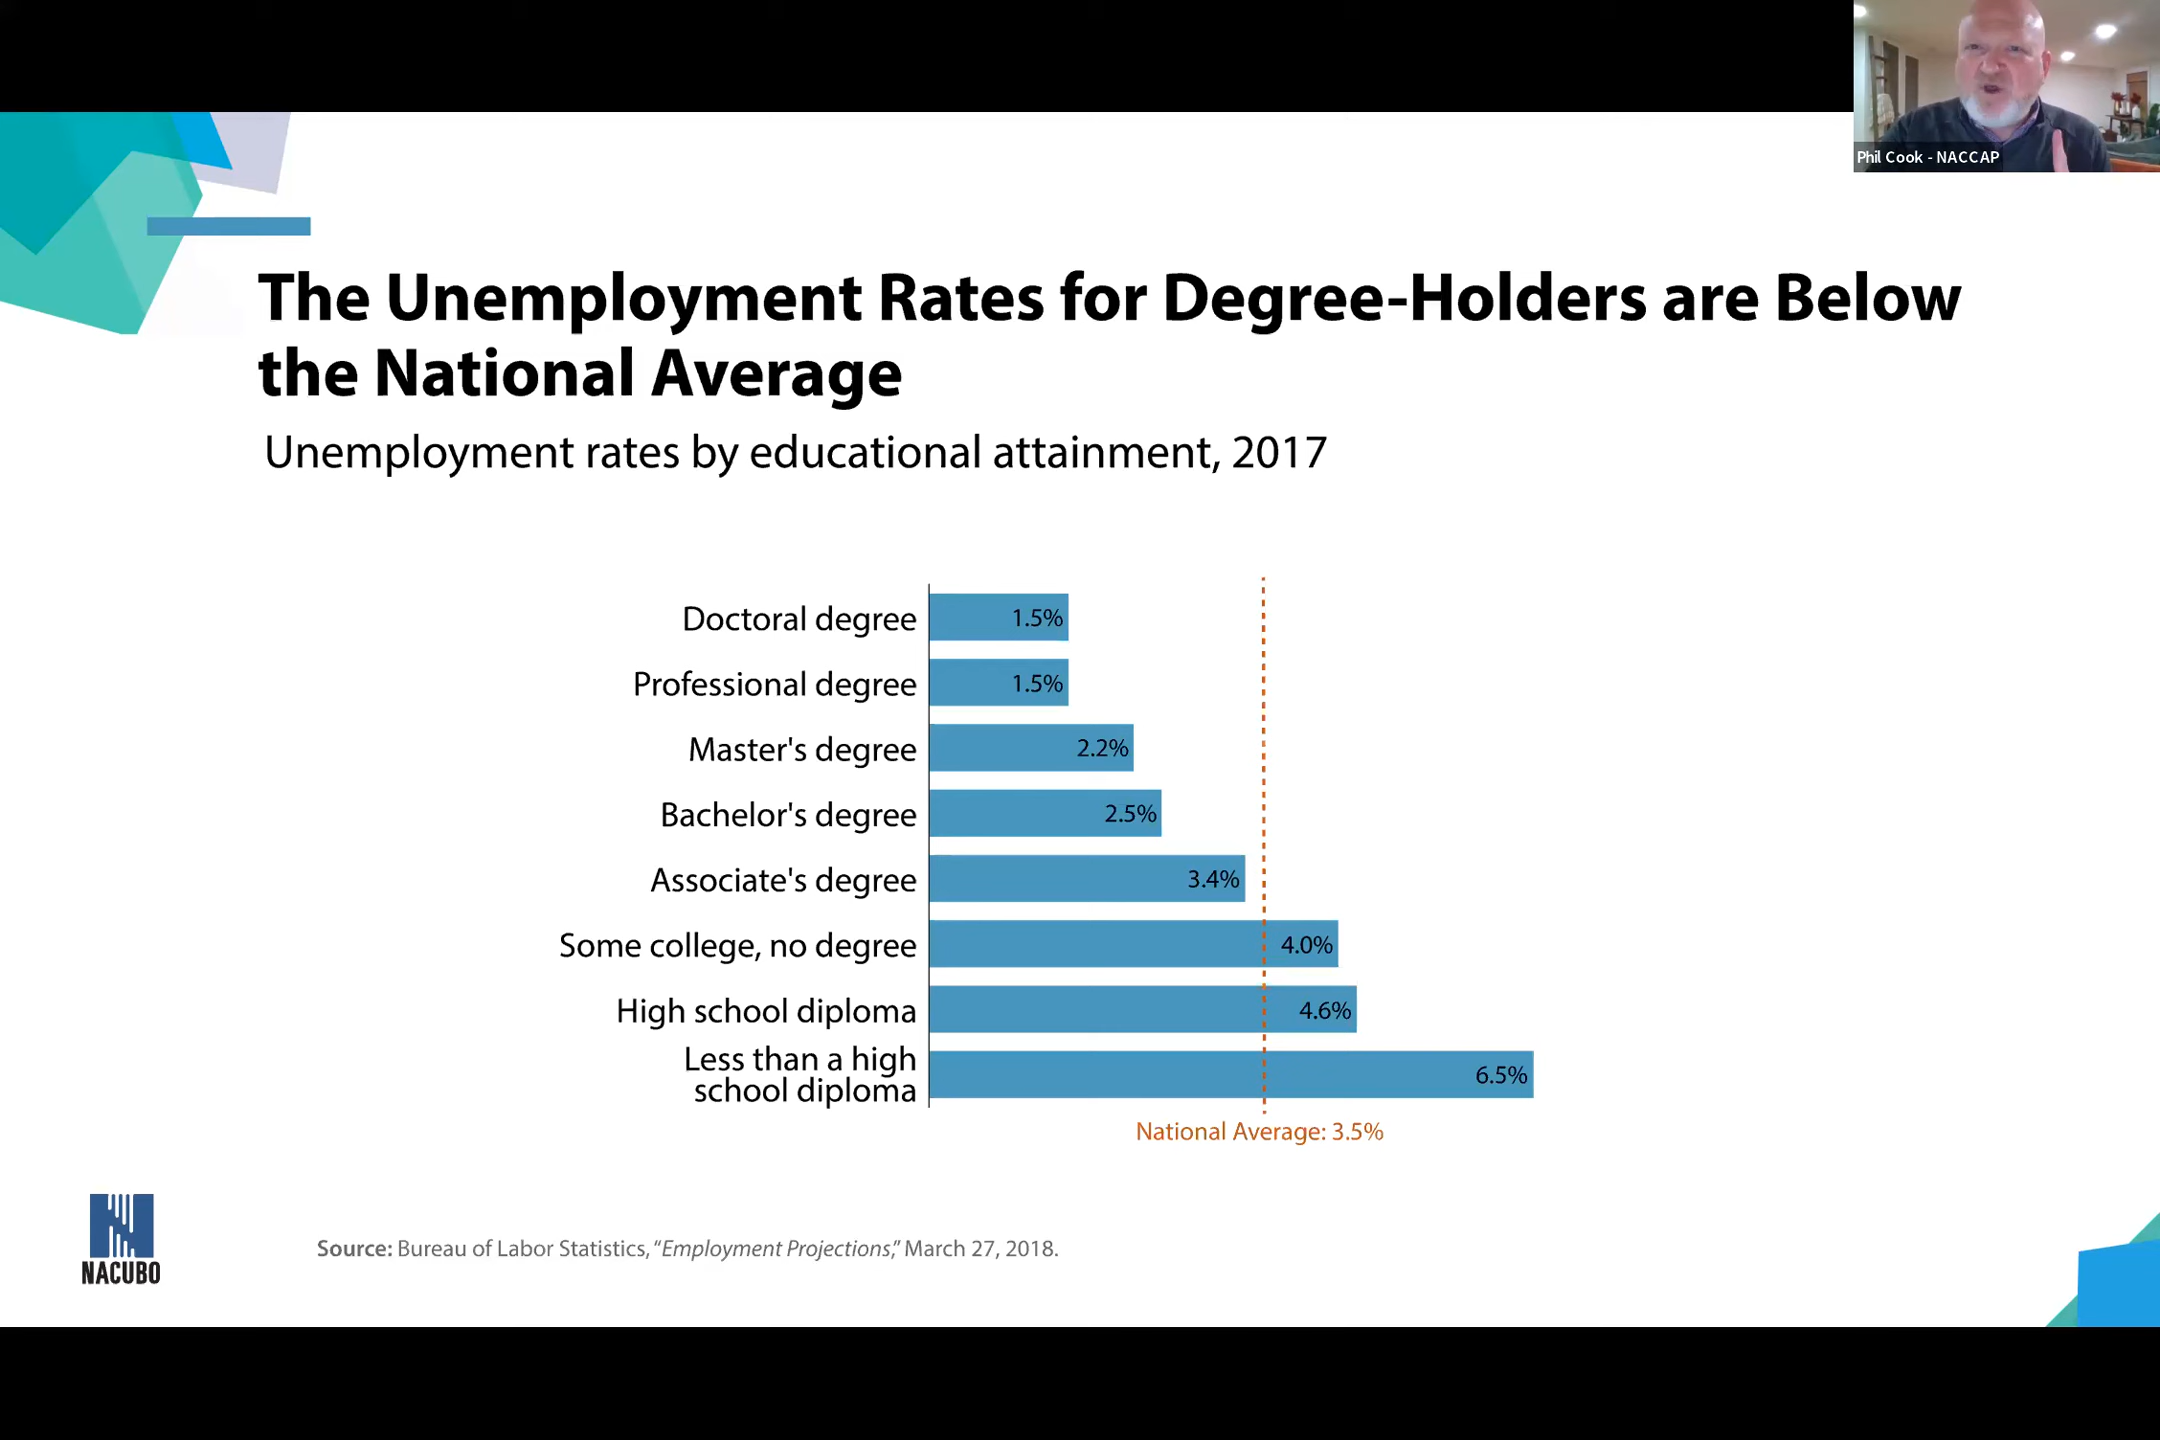 Phil Cook - NACCAP
The Unemployment Rates for Degree-Holders are Below
the National Average
Unemployment rates by educational attainment, 2017
Doctoral degree 1.5%
Professional degree 1.5%
Master's degree 2.2%
Bachelor's degree 2.5%
Associate's degree 3.4%
Some college, no degree 4.0%
High school diploma 4.6%
Less than a high
school diploma 6.5%
National Average: 3.5%
NACUBO
Source: Bureau of Labor Statistics, “Employment Projections,” March 27, 2018.